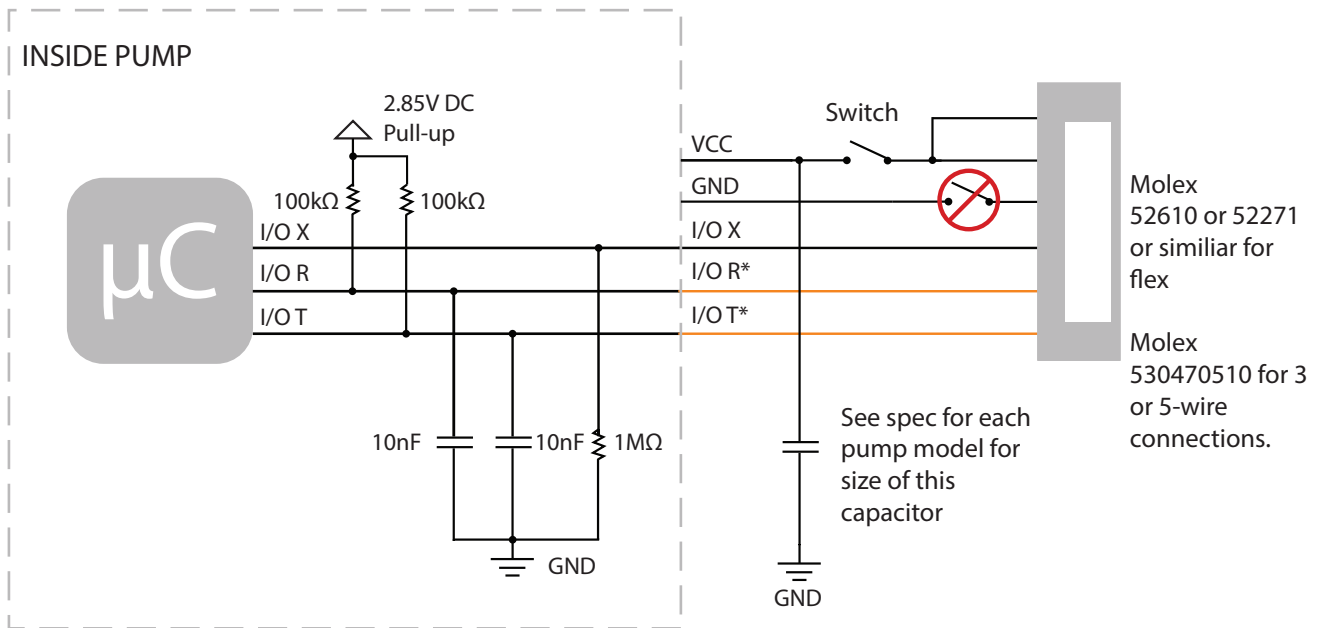 INSIDE PUMP
2.85V DC
Pull-up
100kΩ
100kΩ
µC
I/O X
I/O R
I/O T
10nF
10nF
1MΩ
GND
VCC
GND
I/O X
I/O R*
I/O T*
Switch
See spec for each
pump model for
size of this
capacitor
GND
Molex
52610 or 52271
or similiar for
flex
Molex
530470510 for 3
or 5-wire
connections.